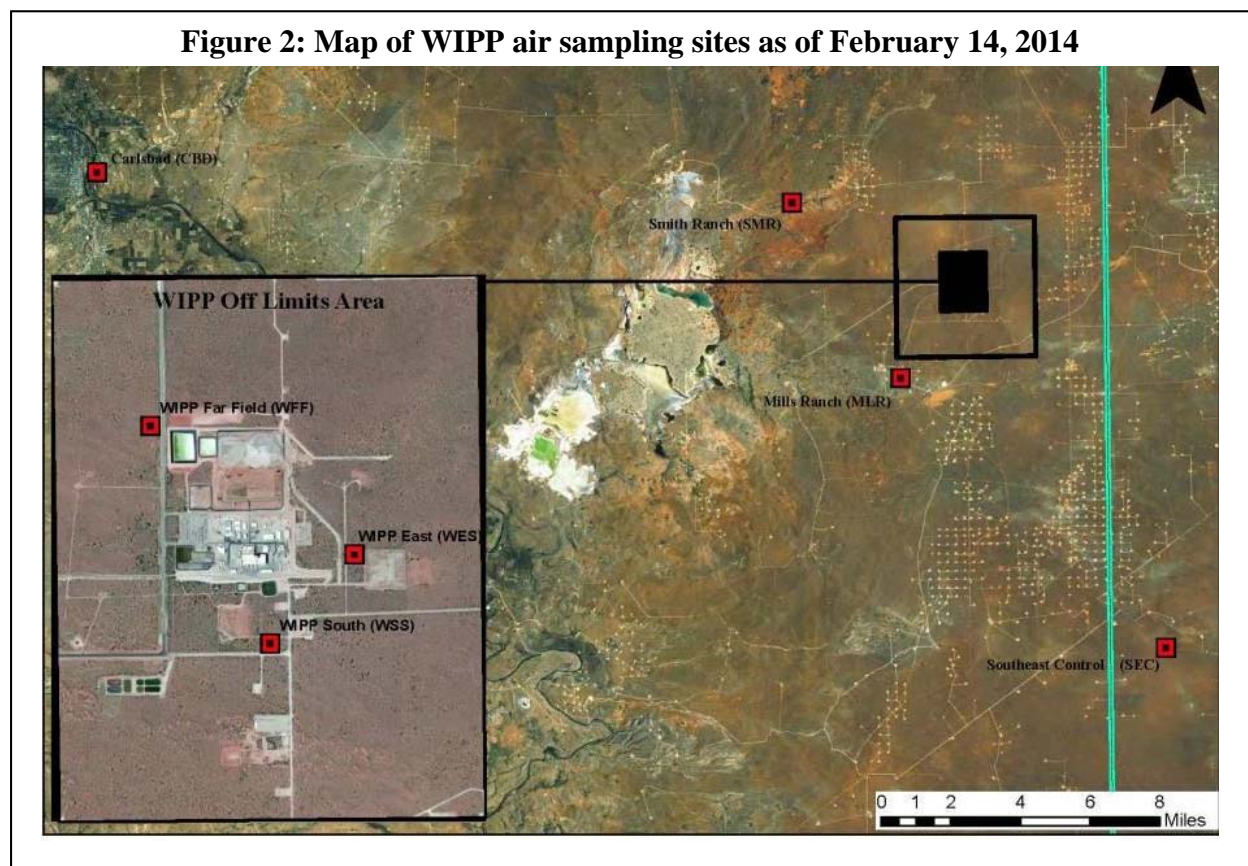 Figure 2: Map of WIPP air sampling sites as of February 14, 2014
Carlsbad (CBD)
Smith Ranch (SMR)
WIPP Off Limits Area
Mills Ranch (MLR)
WIPP Far Field (WFF)
WIPP East (WES)
WIPP South (WSS)
Southeast Control (SEC)
0 1 2 4 6 8
Miles